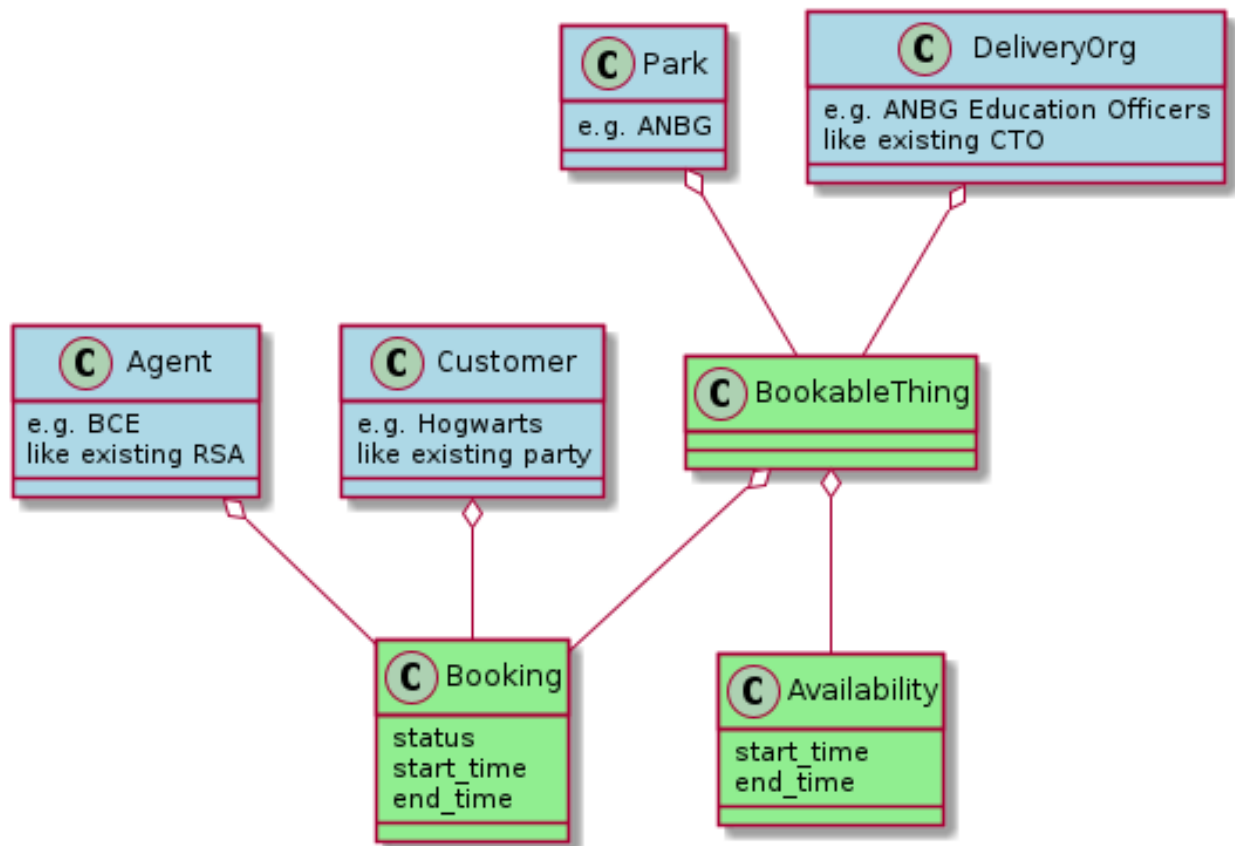 C Park
e.g. ANBG
C DeliveryOrg
e.g. ANBG Education Officers
like existing CTO
C Agent
e.g. BCE
like existing RSA
C Customer
e.g. Hogwarts
like existing party
C BookableThing
C Booking
status
start_time
end_time
C Availability
start_time
end_time